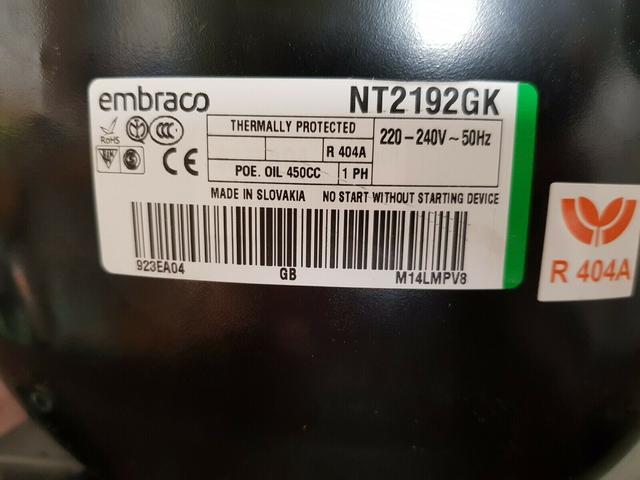 embraco
NT2192GK
RoHS
CCC
CE
THERMALLY PROTECTED
R 404A
220-240V~50Hz
POE. OIL 450CC
1 PH
MADE IN SLOVAKIA NO START WITHOUT STARTING DEVICE
923EA04
GB
M14LMPV8
R 404A